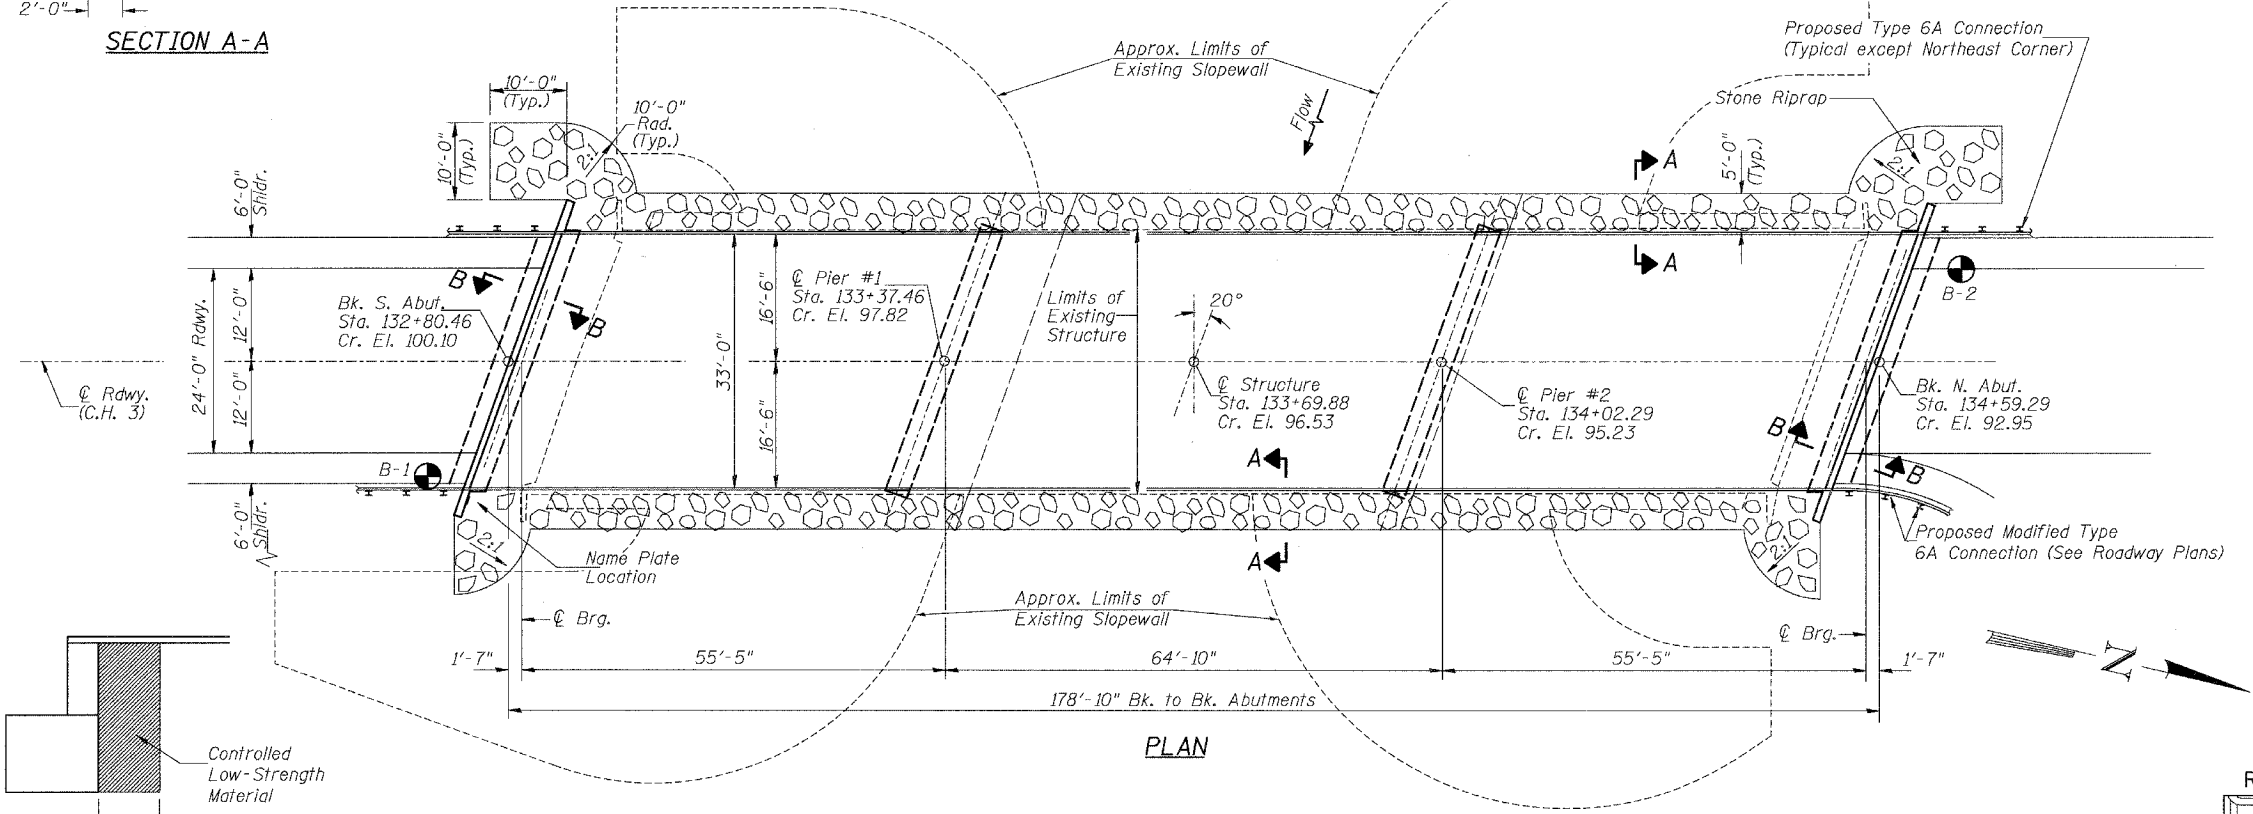 2'-0"
SECTION A-A
10'-0"
(Typ.)
10'-0"
Rad.
(Typ.)
10'-0"
(Typ.)
2:1
Approx. Limits of
Existing Slopewall
Flow
Proposed Type 6A Connection
(Typical except Northeast Corner)
Stone Riprap
2:1
A
5'-0"
(Typ.)
A
6'-0"
Shldr.
24'-0" Rdwy.
12'-0"
12'-0"
6'-0"
Shldr.
B
B
Bk. S. Abut.
Sta. 132+80.46
Cr. El. 100.10
33'-0"
16'-6"
16'-6"
℄ Pier #1
Sta. 133+37.46
Cr. El. 97.82
Limits of
Existing
Structure
20°
℄ Structure
Sta. 133+69.88
Cr. El. 96.53
℄ Pier #2
Sta. 134+02.29
Cr. El. 95.23
B-2
Bk. N. Abut.
Sta. 134+59.29
Cr. El. 92.95
℄ Rdwy.
(C.H. 3)
B-1
A
A
B
B
2:1
Name Plate
Location
2:1
Proposed Modified Type
6A Connection (See Roadway Plans)
℄ Brg.
Approx. Limits of
Existing Slopewall
℄ Brg.
1'-7"
55'-5"
64'-10"
55'-5"
1'-7"
178'-10" Bk. to Bk. Abutments
N
PLAN
Controlled
Low-Strength
Material
R